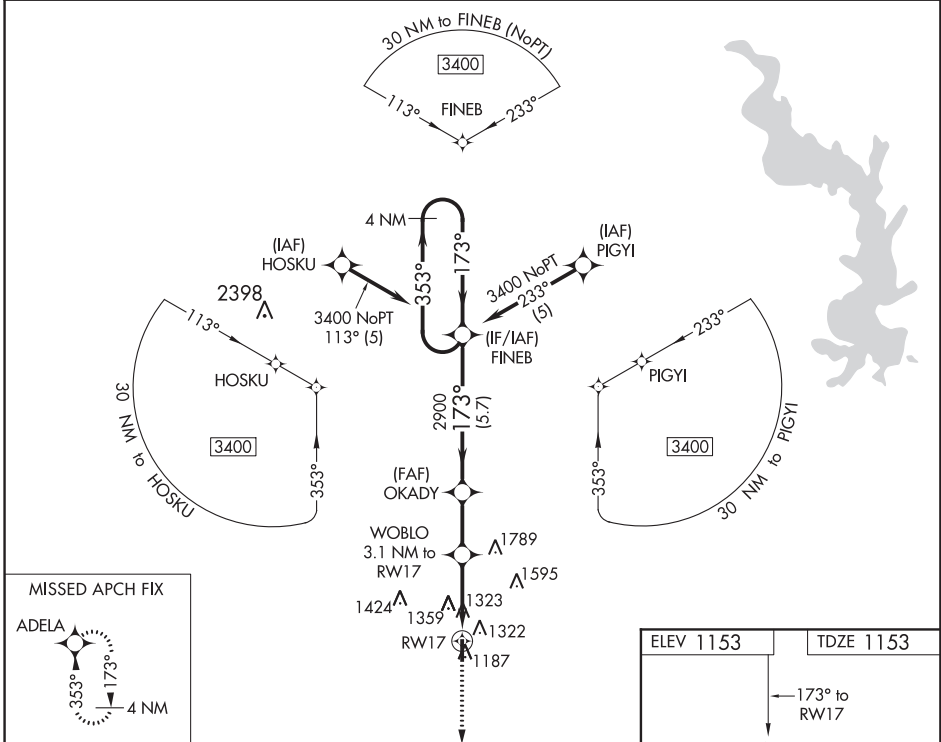 30 NM to FINEB (NoPT)
3400
113°
233°
FINEB
4 NM
353°
173°
(IAF)
HOSKU
3400 NoPT
113° (5)
(IAF)
PIGYI
3400 NoPT
233°
(5)
(IF/IAF)
FINEB
2398
113°
HOSKU
30 NM to HOSKU
3400
353°
2900
173°
(5.7)
233°
PIGYI
3400
353°
30 NM to PIGYI
(FAF)
OKADY
WOBLO
3.1 NM to
RW17
1789
1595
1424
1359
1323
1322
RW17
1187
MISSED APCH FIX
ADELA
353°
173°
4 NM
ELEV 1153
TDZE 1153
173° to
RW17